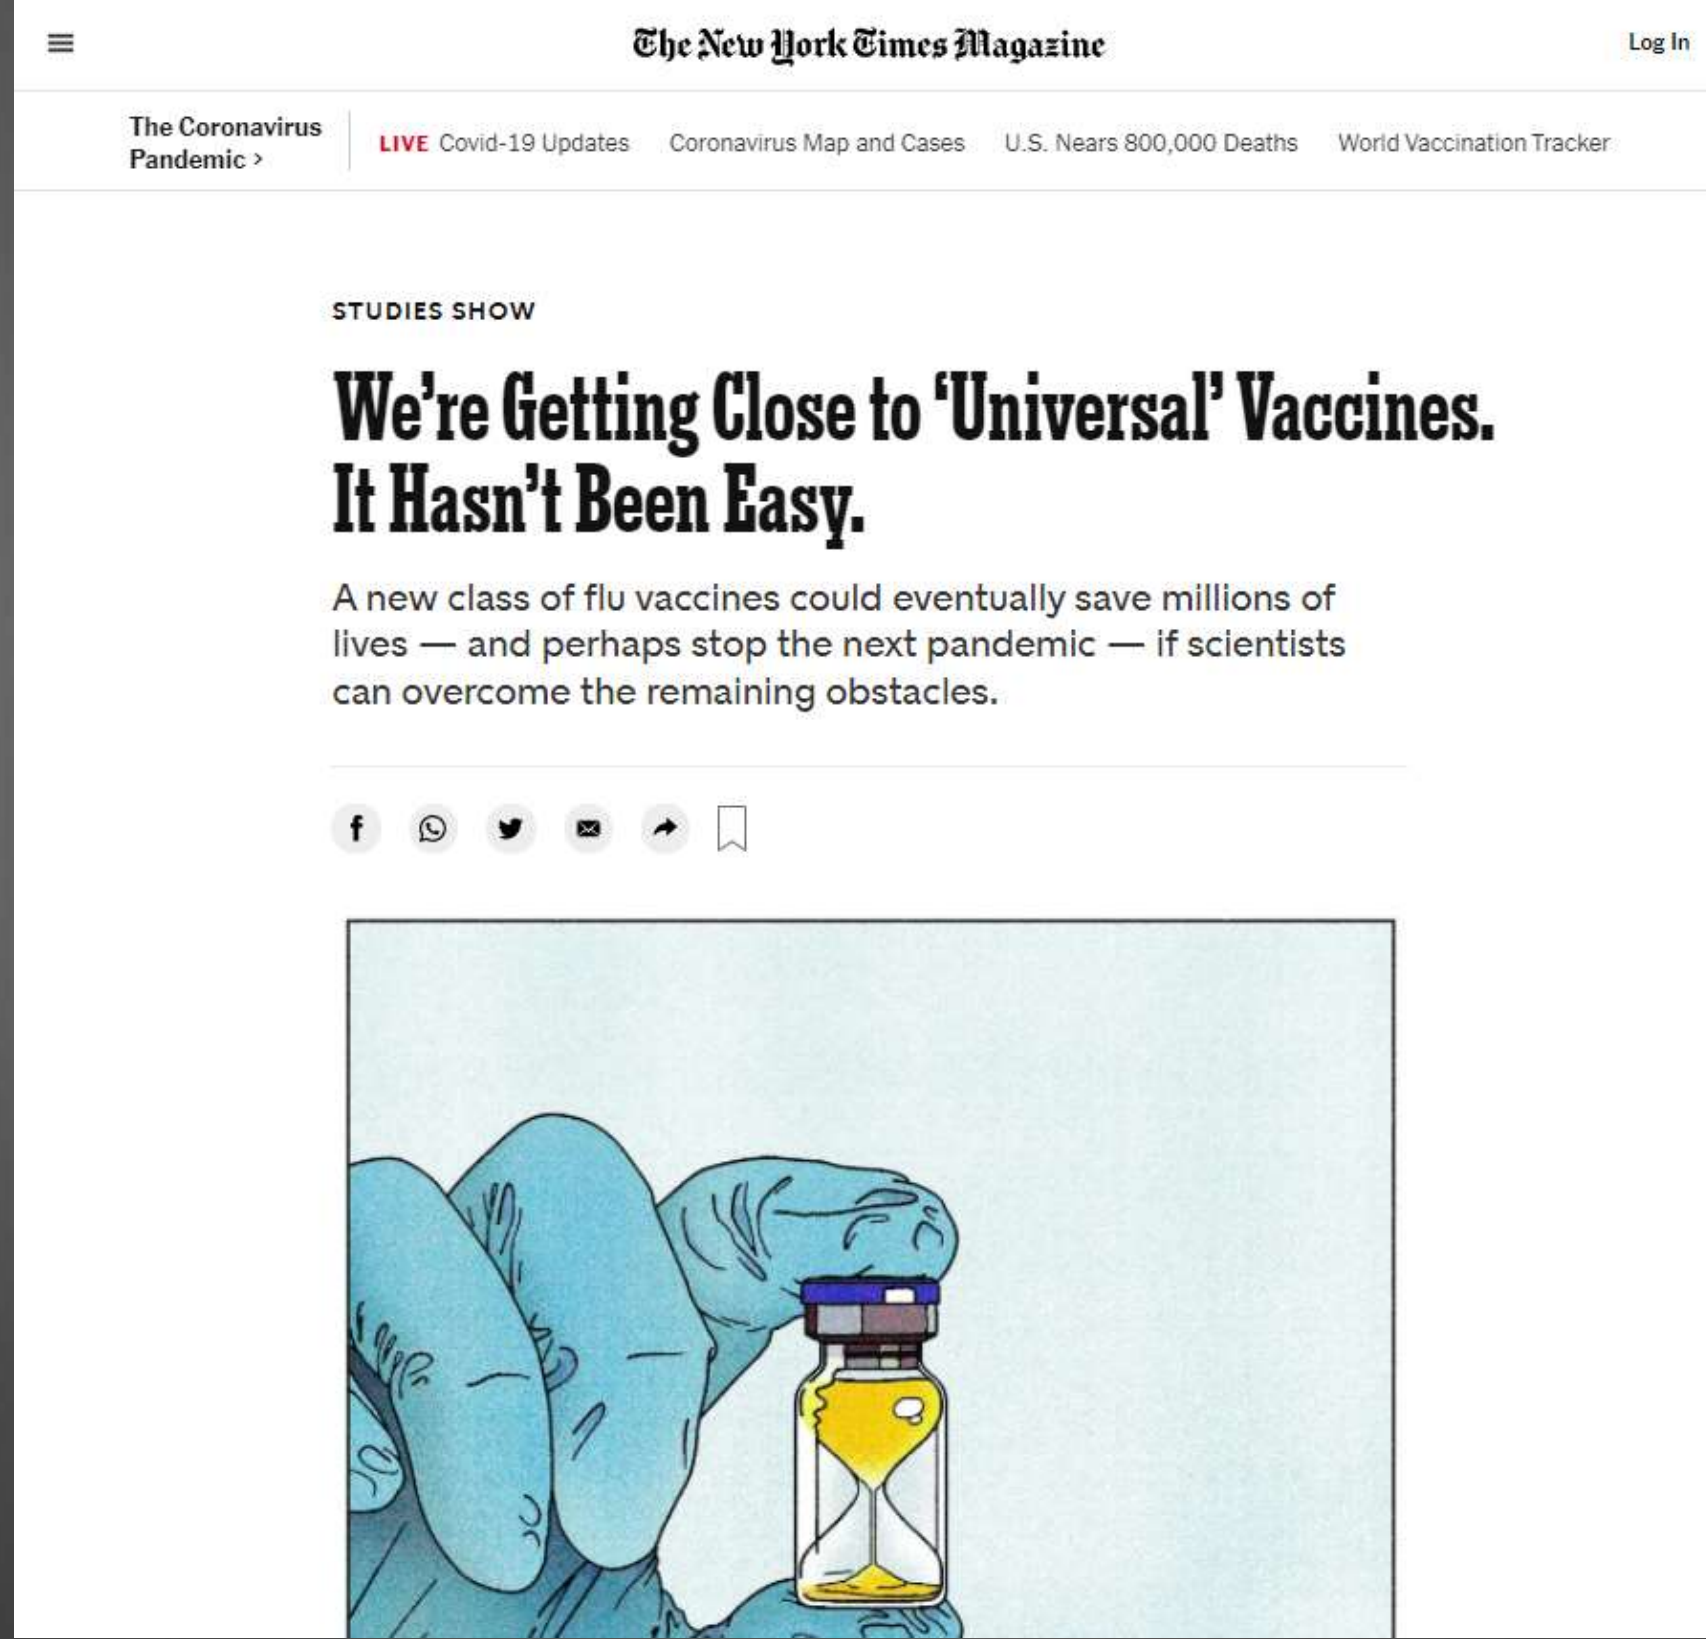 The New York Times Magazine
Log In
The Coronavirus
Pandemic >
LIVE Covid-19 Updates
Coronavirus Map and Cases
U.S. Nears 800,000 Deaths
World Vaccination Tracker
STUDIES SHOW
We’re Getting Close to ‘Universal’ Vaccines.
It Hasn’t Been Easy.
A new class of flu vaccines could eventually save millions of
lives — and perhaps stop the next pandemic — if scientists
can overcome the remaining obstacles.